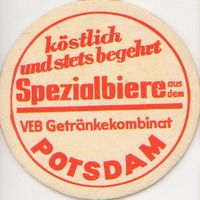 köstlich
und stets begehrt
Spezialbiere aus dem
VEB Getränkekombinat
POTSDAM